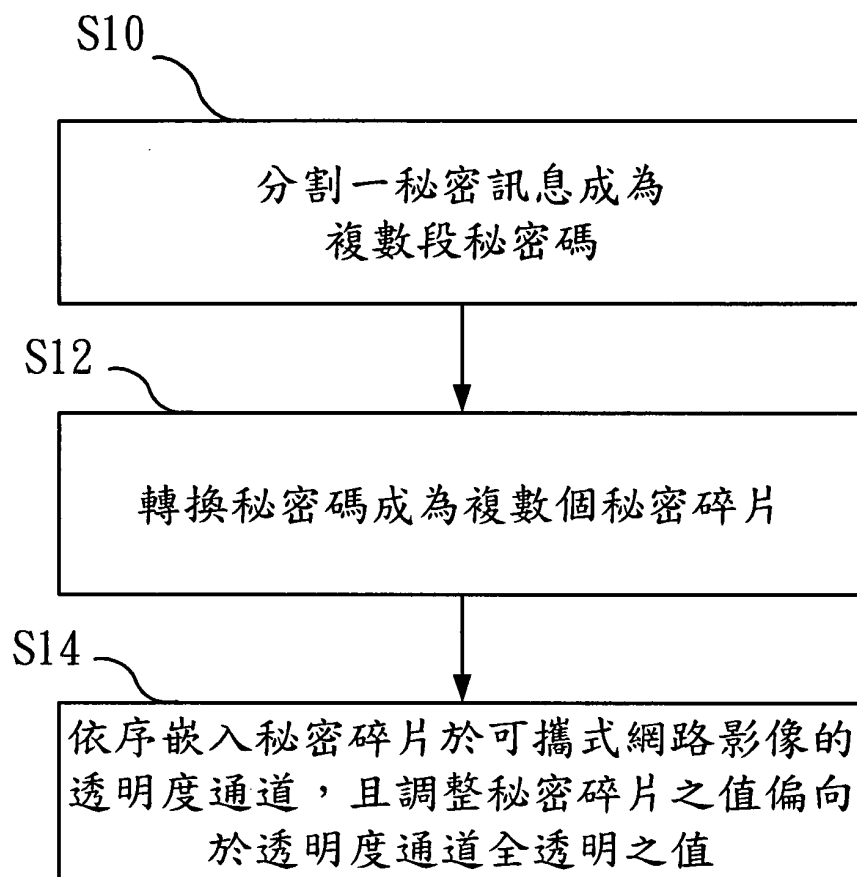 S10
分割一秘密訊息成為
複數段秘密碼
S12
轉換秘密碼成為複數個秘密碎片
S14
依序嵌入秘密碎片於可攜式網路影像的
透明度通道，且調整秘密碎片之值偏向
於透明度通道全透明之值